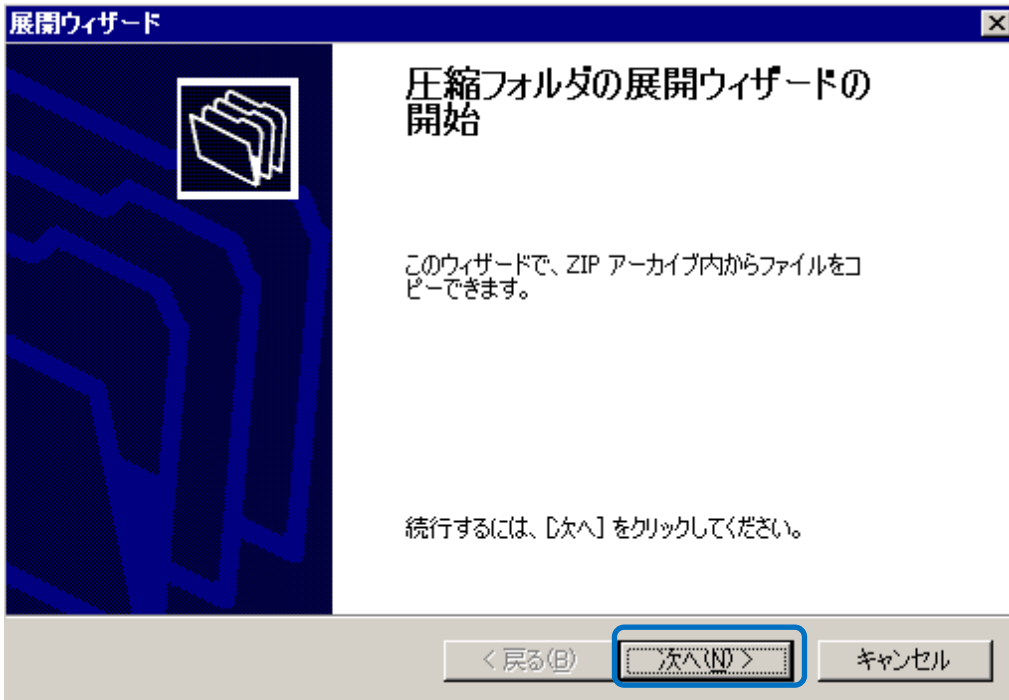 展開ウィザード
圧縮フォルダの展開ウィザードの
開始
このウィザードで、ZIP アーカイブ内からファイルをコ
ピーできます。
続行するには、[次へ] をクリックしてください。
< 戻る(B)
次へ(N) >
キャンセル